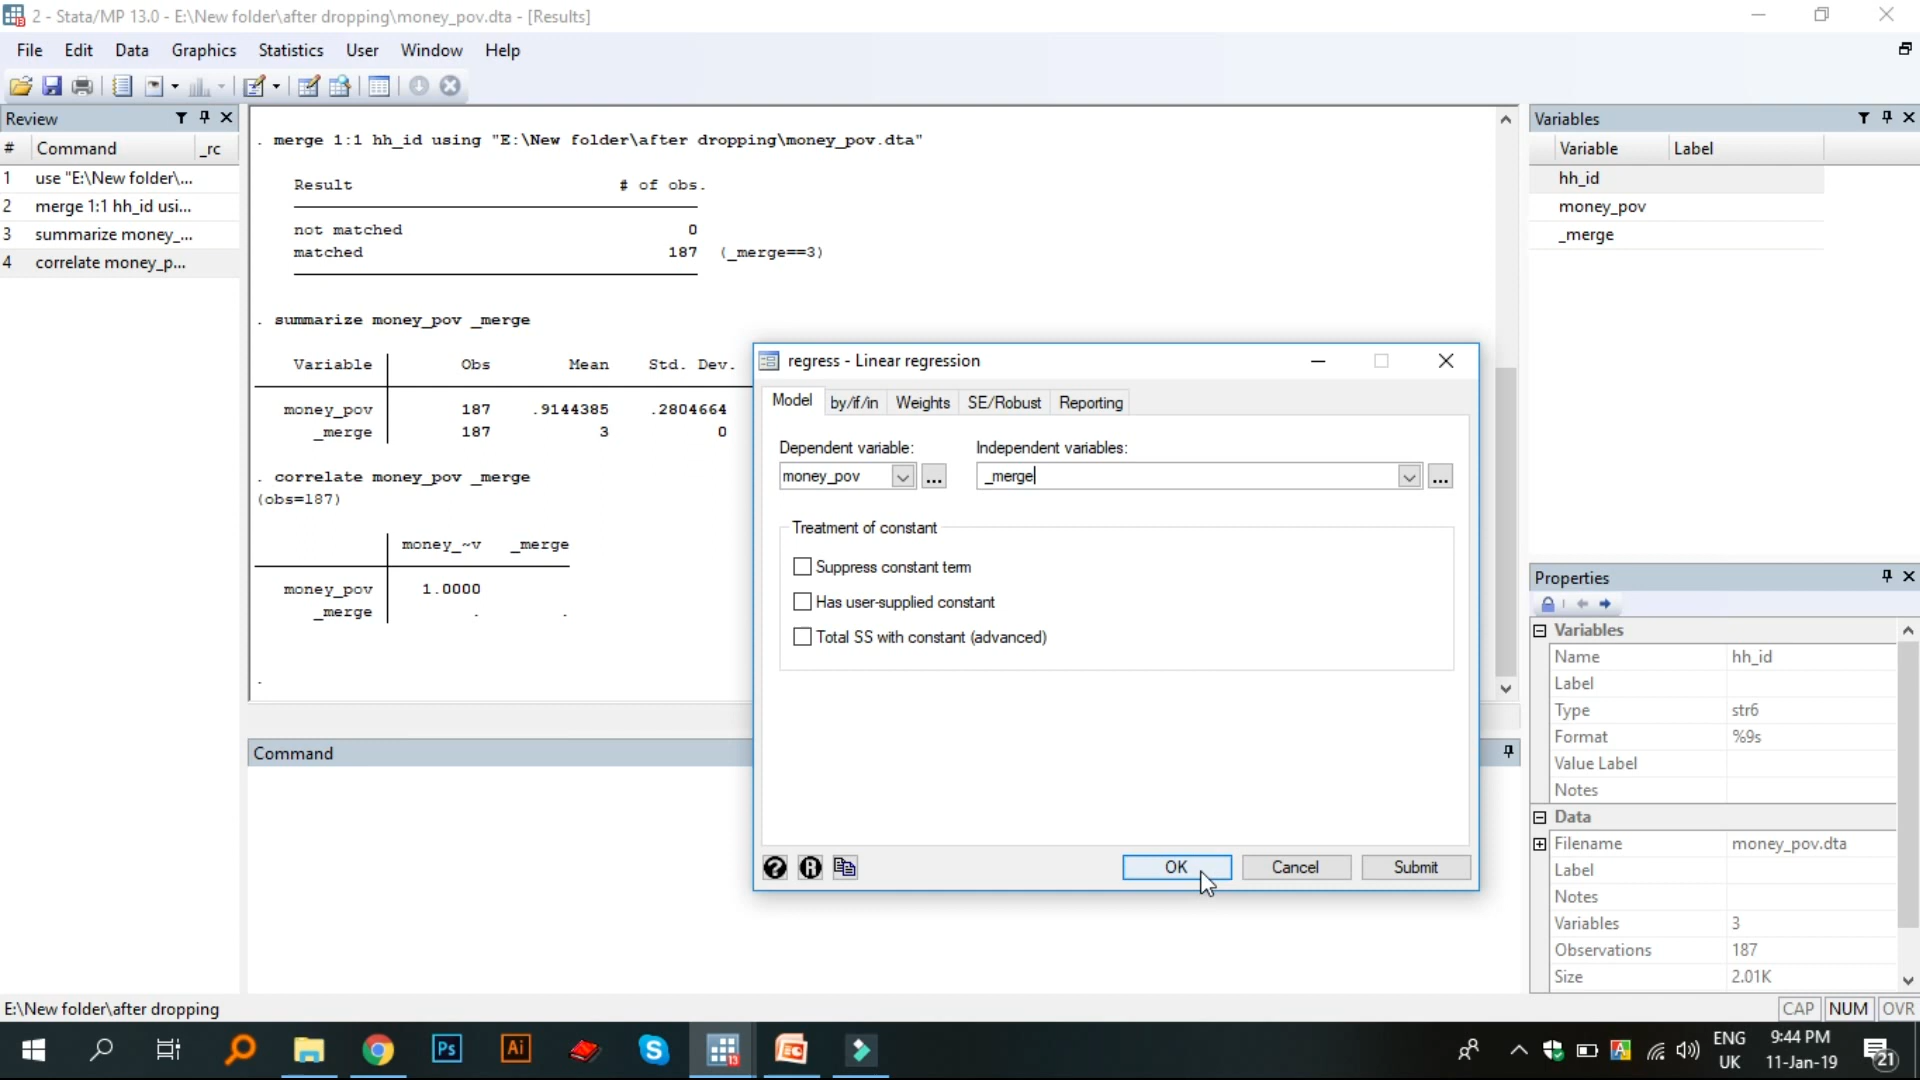 2 - Stata/MP 13.0 - E:\New folder\after dropping\money_pov.dta - [Results]
File Edit Data Graphics Statistics User Window Help
Review
# Command _rc
1 use "E:\New folder\...
2 merge 1:1 hh_id usi...
3 summarize money_...
4 correlate money_p...
. merge 1:1 hh_id using "E:\New folder\after dropping\money_pov.dta"
Result # of obs.
not matched 0
matched 187 (_merge==3)
. summarize money_pov _merge
Variable Obs Mean Std. Dev.
money_pov 187 .9144385 .2804664
_merge 187 3 0
. correlate money_pov _merge
(obs=187)
money_~v _merge
money_pov 1.0000
_merge . .
.
Command
regress - Linear regression
Model by/if/in Weights SE/Robust Reporting
Dependent variable: Independent variables:
money_pov ... _merge ...
Treatment of constant
Suppress constant term
Has user-supplied constant
Total SS with constant (advanced)
OK Cancel Submit
Variables
Variable Label
hh_id
money_pov
_merge
Properties
Variables
Name hh_id
Label
Type str6
Format %9s
Value Label
Notes
Data
Filename money_pov.dta
Label
Notes
Variables 3
Observations 187
Size 2.01K
E:\New folder\after dropping
CAP NUM OVR
Ps Ai S 13
ENG
UK
9:44 PM
11-Jan-19
21